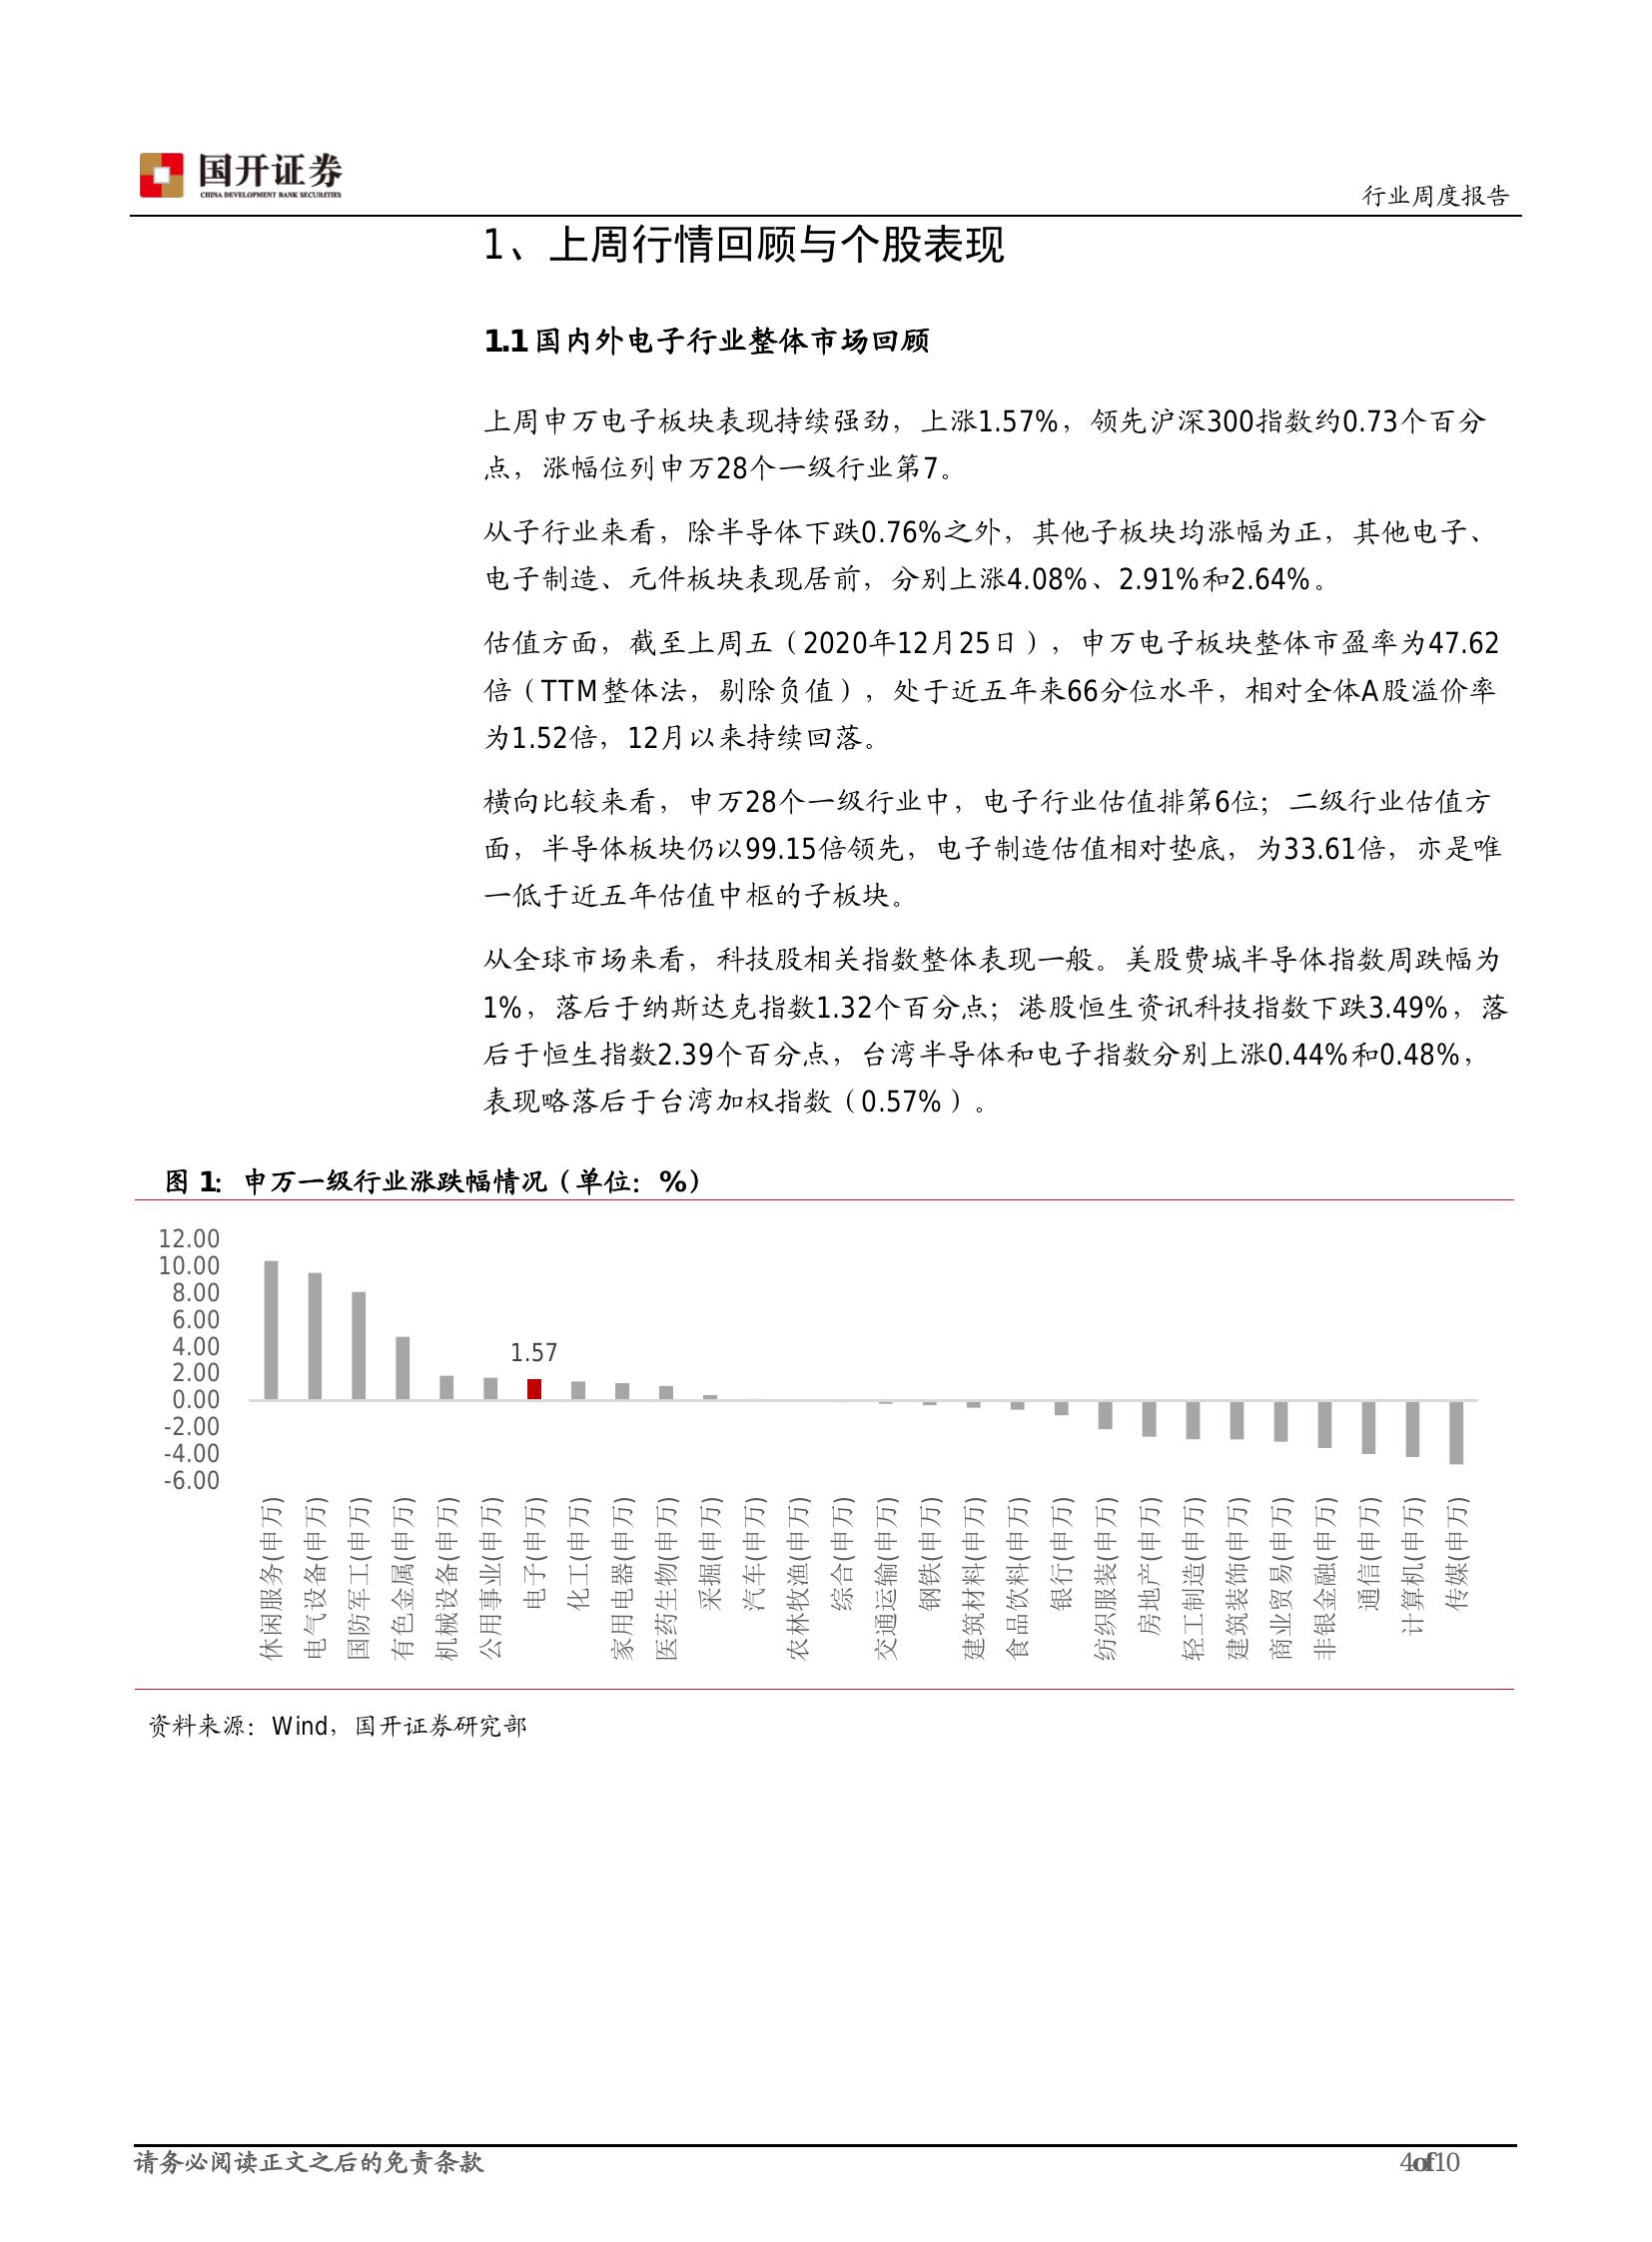 国开证券
CHINA DEVELOPMENT BANK SECURITIES
行业周度报告
1、上周行情回顾与个股表现
1.1 国内外电子行业整体市场回顾
上周申万电子板块表现持续强劲，上涨1.57%，领先沪深300指数约0.73个百分
点，涨幅位列申万28个一级行业第7。
从子行业来看，除半导体下跌0.76%之外，其他子板块均涨幅为正，其他电子、
电子制造、元件板块表现居前，分别上涨4.08%、2.91%和2.64%。
估值方面，截至上周五（2020年12月25日），申万电子板块整体市盈率为47.62
倍（TTM整体法，剔除负值），处于近五年来66分位水平，相对全体A股溢价率
为1.52倍，12月以来持续回落。
横向比较来看，申万28个一级行业中，电子行业估值排第6位；二级行业估值方
面，半导体板块仍以99.15倍领先，电子制造估值相对垫底，为33.61倍，亦是唯
一低于近五年估值中枢的子板块。
从全球市场来看，科技股相关指数整体表现一般。美股费城半导体指数周跌幅为
1%，落后于纳斯达克指数1.32个百分点；港股恒生资讯科技指数下跌3.49%，落
后于恒生指数2.39个百分点，台湾半导体和电子指数分别上涨0.44%和0.48%，
表现略落后于台湾加权指数（0.57%）。
图 1：申万一级行业涨跌幅情况（单位：%）
12.00
10.00
8.00
6.00
4.00
2.00
0.00
-2.00
-4.00
-6.00
1.57
休闲服务(申万)
电气设备(申万)
国防军工(申万)
有色金属(申万)
机械设备(申万)
公用事业(申万)
电子(申万)
化工(申万)
家用电器(申万)
医药生物(申万)
采掘(申万)
汽车(申万)
农林牧渔(申万)
综合(申万)
交通运输(申万)
钢铁(申万)
建筑材料(申万)
食品饮料(申万)
银行(申万)
纺织服装(申万)
房地产(申万)
轻工制造(申万)
建筑装饰(申万)
商业贸易(申万)
非银金融(申万)
通信(申万)
计算机(申万)
传媒(申万)
资料来源：Wind，国开证券研究部
请务必阅读正文之后的免责条款
4of10